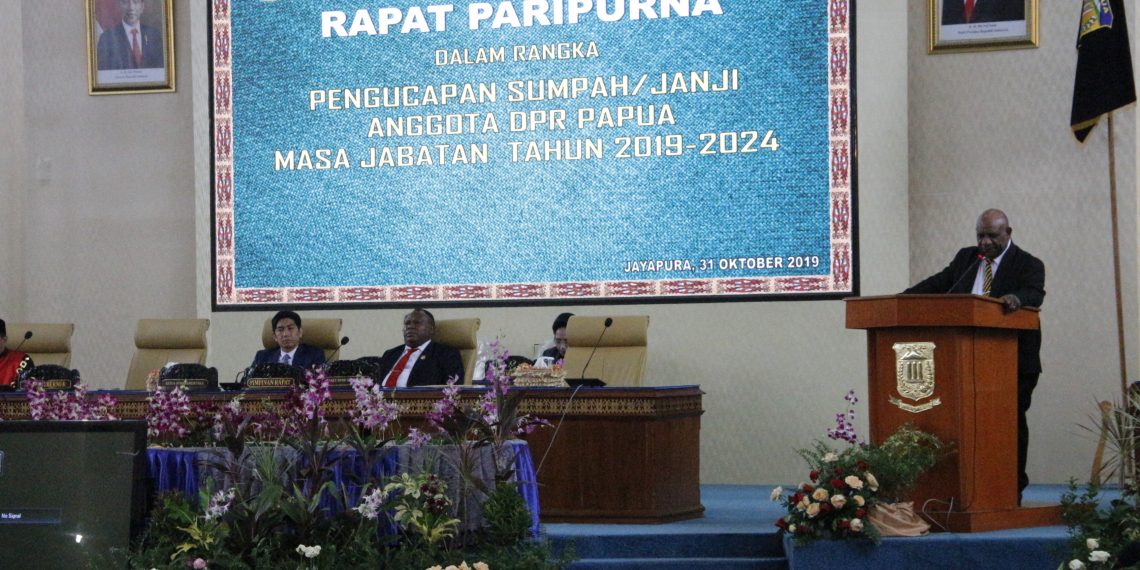 RAPAT PARIPURNA
DALAM RANGKA
PENGUCAPAN SUMPAH/JANJI
ANGGOTA DPR PAPUA
MASA JABATAN TAHUN 2019-2024
JAYAPURA, 31 OKTOBER 2019
PIMPINAN RAPAT
No Signal